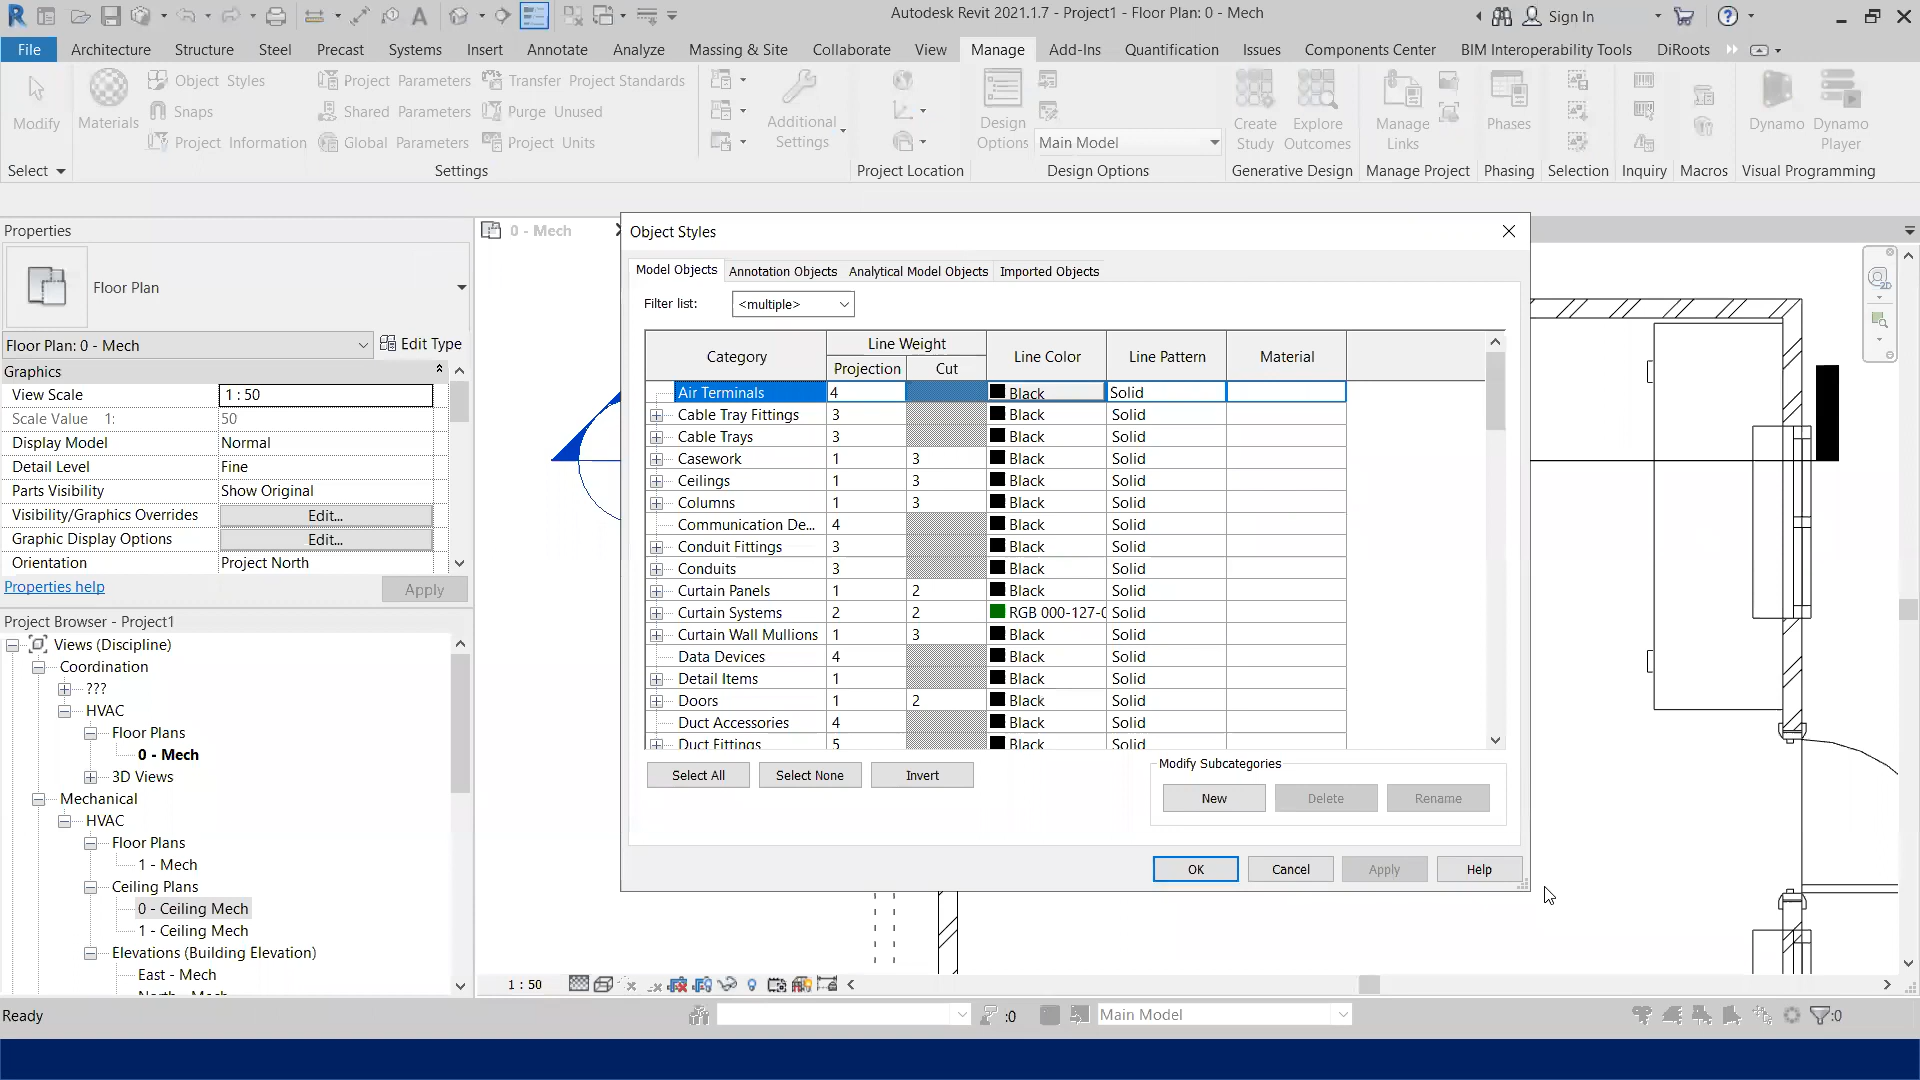 Autodesk Revit 2021.1.7 - Project1 - Floor Plan: 0 - Mech
Sign In
File Architecture Structure Steel Precast Systems Insert Annotate Analyze Massing & Site Collaborate View Manage Add-Ins Quantification Issues Components Center BIM Interoperability Tools DiRoots
Modify
Materials
Object Styles
Snaps
Project Information
Project Parameters
Shared Parameters
Global Parameters
Transfer Project Standards
Purge Unused
Project Units
Additional Settings
Design Options
Main Model
Create Study
Explore Outcomes
Manage Links
Phases
Dynamo
Dynamo Player
Select Settings Project Location Design Options Generative Design Manage Project Phasing Selection Inquiry Macros Visual Programming
Properties
Floor Plan
Floor Plan: 0 - Mech Edit Type
Graphics
View Scale 1 : 50
Scale Value 1: 50
Display Model Normal
Detail Level Fine
Parts Visibility Show Original
Visibility/Graphics Overrides Edit...
Graphic Display Options Edit...
Orientation Project North
Properties help Apply
Project Browser - Project1
Views (Discipline)
Coordination
???
HVAC
Floor Plans
0 - Mech
3D Views
Mechanical
HVAC
Floor Plans
1 - Mech
Ceiling Plans
0 - Ceiling Mech
1 - Ceiling Mech
Elevations (Building Elevation)
East - Mech
North - Mech
0 - Mech
Object Styles
Model Objects Annotation Objects Analytical Model Objects Imported Objects
Filter list: <multiple>
Category Line Weight Line Color Line Pattern Material
Projection Cut
Air Terminals 4 Black Solid
Cable Tray Fittings 3 Black Solid
Cable Trays 3 Black Solid
Casework 1 3 Black Solid
Ceilings 1 3 Black Solid
Columns 1 3 Black Solid
Communication De... 4 Black Solid
Conduit Fittings 3 Black Solid
Conduits 3 Black Solid
Curtain Panels 1 2 Black Solid
Curtain Systems 2 2 RGB 000-127-0 Solid
Curtain Wall Mullions 1 3 Black Solid
Data Devices 4 Black Solid
Detail Items 1 Black Solid
Doors 1 2 Black Solid
Duct Accessories 4 Black Solid
Duct Fittings 5 Black Solid
Select All Select None Invert
Modify Subcategories
New Delete Rename
OK Cancel Apply Help
2D
1 : 50
Ready
:0
Main Model
:0